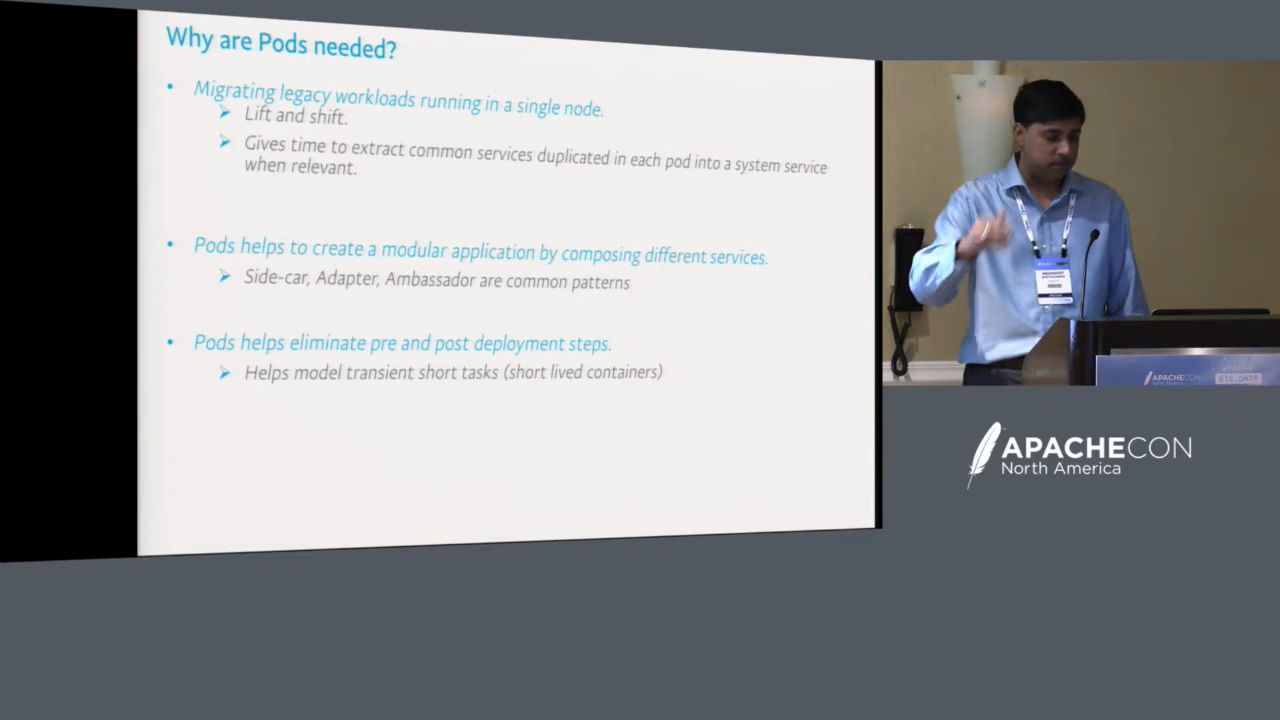 Why are Pods needed?
• Migrating legacy workloads running in a single node.
➢ Lift and shift.
➢ Gives time to extract common services duplicated in each pod into a system service
when relevant.
• Pods helps to create a modular application by composing different services.
➢ Side-car, Adapter, Ambassador are common patterns
• Pods helps eliminate pre and post deployment steps.
➢ Helps model transient short tasks (short lived containers)
APACHECON
BIG_DATA
APACHECON
North America